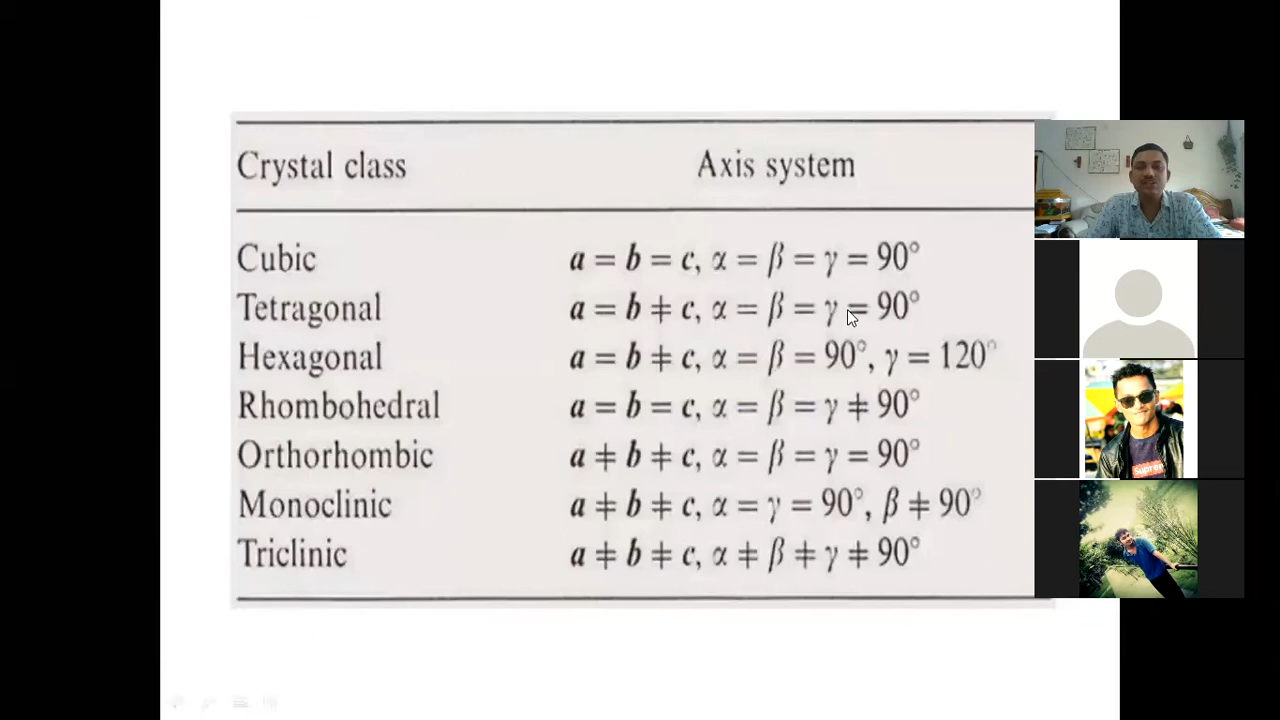 Crystal class Axis system
Cubic a = b = c, α = β = γ = 90°
Tetragonal a = b ≠ c, α = β = γ = 90°
Hexagonal a = b ≠ c, α = β = 90°, γ = 120°
Rhombohedral a = b = c, α = β = γ ≠ 90°
Orthorhombic a ≠ b ≠ c, α = β = γ = 90°
Monoclinic a ≠ b ≠ c, α = γ = 90°, β ≠ 90°
Triclinic a ≠ b ≠ c, α ≠ β ≠ γ ≠ 90°
Suprem